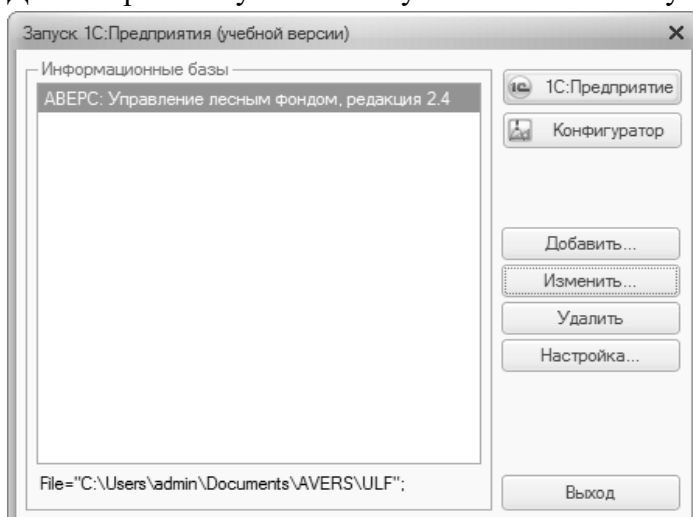 Запуск 1С:Предприятия (учебной версии)
Информационные базы
АВЕРС: Управление лесным фондом, редакция 2.4
1С:Предприятие
Конфигуратор
Добавить...
Изменить...
Удалить
Настройка...
File="C:\Users\admin\Documents\AVERS\ULF";
Выход